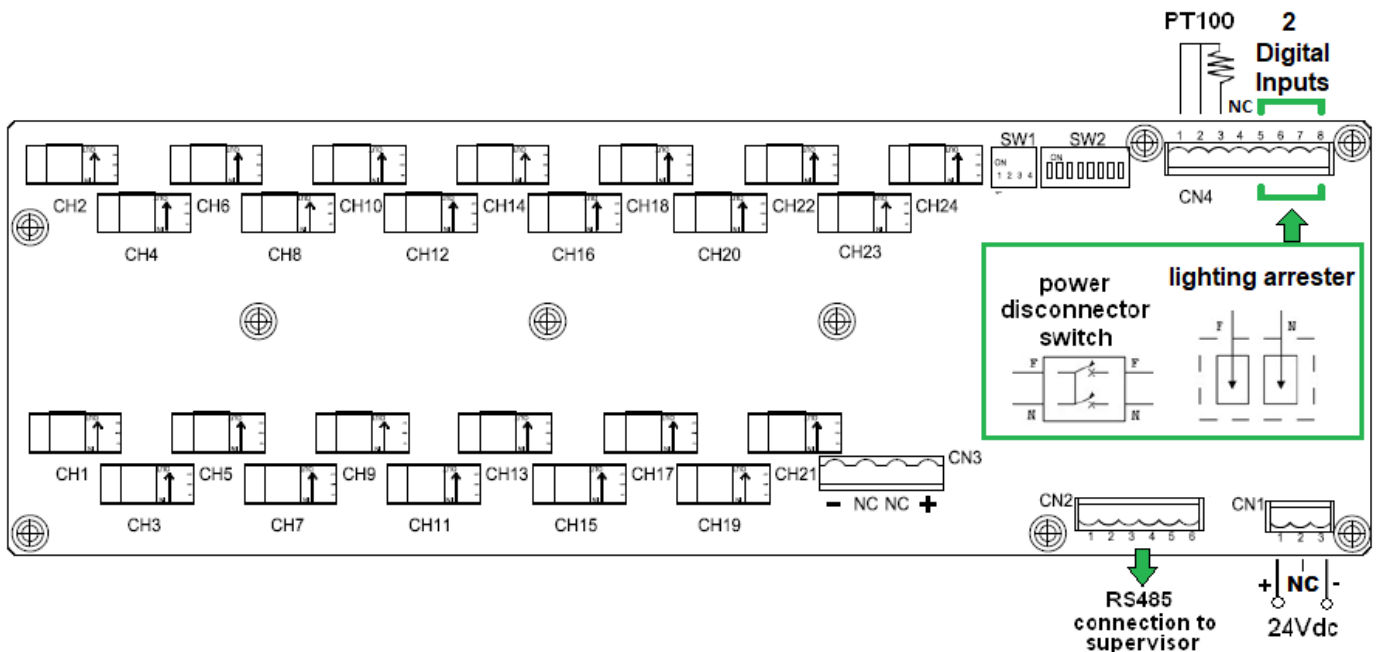 PT100 2
Digital
Inputs
NC
1 2 3 4 5 6 7 8
SW1 SW2
ON ON
1 2 3 4
CN4
CH2 CH6 CH10 CH14 CH18 CH22 CH24
CH4 CH8 CH12 CH16 CH20 CH23
power
disconnector
switch
lighting arrester
F N
F F
N N
CH1 CH5 CH9 CH13 CH17 CH21
CN3
CH3 CH7 CH11 CH15 CH19
- NC NC +
CN2 CN1
1 2 3 4 5 6
1 2 3
+ NC -
24Vdc
RS485
connection to
supervisor